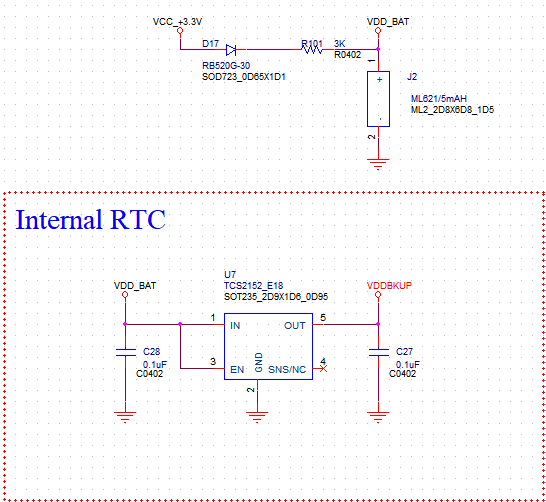 VCC_+3.3V
VDD_BAT
D17
R101
3K
R0402
RB520G-30
SOD723_0D65X1D1
1
+
-
2
J2
ML621/5mAH
ML2_2D8X6D8_1D5
Internal RTC
U7
TCS2152_E18
SOT235_2D9X1D6_0D95
VDD_BAT
VDDBKUP
1
IN
OUT
5
C28
0.1uF
C0402
3
EN
GND
SNS/NC
4
2
C27
0.1uF
C0402